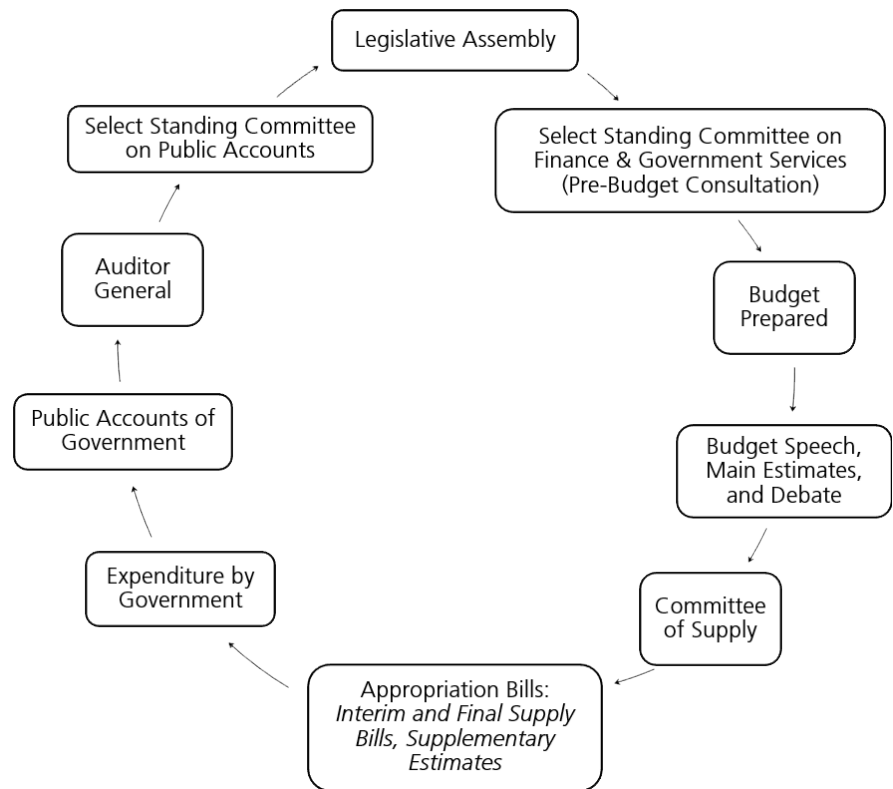 Legislative Assembly
Select Standing Committee on
Finance & Government Services
(Pre-Budget Consultation)
Budget
Prepared
Budget Speech,
Main Estimates,
and Debate
Committee
of Supply
Appropriation Bills:
Interim and Final Supply
Bills, Supplementary
Estimates
Expenditure by
Government
Public Accounts of
Government
Auditor
General
Select Standing Committee
on Public Accounts